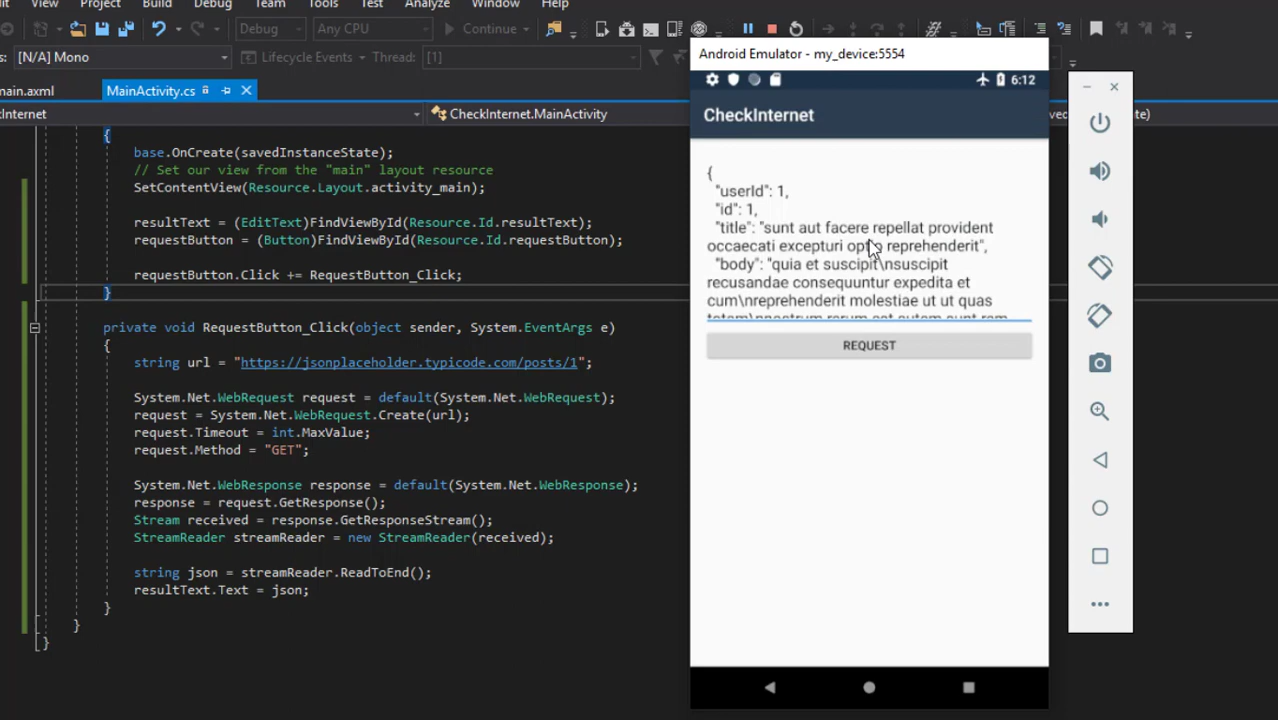 dit View Project Build Debug Team Tools Test Analyze Window Help
Debug Any CPU Continue
s: [N/A] Mono Lifecycle Events Thread: [1]
main.axml MainActivity.cs
Internet CheckInternet.MainActivity
{
base.OnCreate(savedInstanceState);
// Set our view from the "main" layout resource
SetContentView(Resource.Layout.activity_main);
resultText = (EditText)FindViewById(Resource.Id.resultText);
requestButton = (Button)FindViewById(Resource.Id.requestButton);
requestButton.Click += RequestButton_Click;
}
private void RequestButton_Click(object sender, System.EventArgs e)
{
string url = "https://jsonplaceholder.typicode.com/posts/1";
System.Net.WebRequest request = default(System.Net.WebRequest);
request = System.Net.WebRequest.Create(url);
request.Timeout = int.MaxValue;
request.Method = "GET";
System.Net.WebResponse response = default(System.Net.WebResponse);
response = request.GetResponse();
Stream received = response.GetResponseStream();
StreamReader streamReader = new StreamReader(received);
string json = streamReader.ReadToEnd();
resultText.Text = json;
}
}
}
Android Emulator - my_device:5554
6:12
CheckInternet
{
"userId": 1,
"id": 1,
"title": "sunt aut facere repellat provident
occaecati excepturi optio reprehenderit",
"body": "quia et suscipit\nsuscipit
recusandae consequuntur expedita et
cum\nreprehenderit molestiae ut ut quas
REQUEST